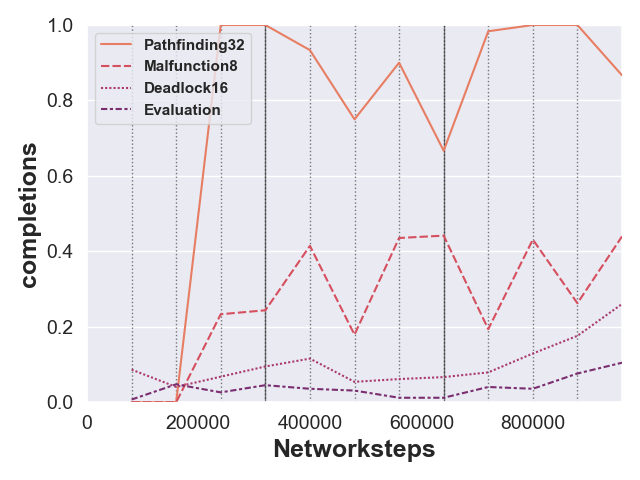 1.0
Pathfinding32
Malfunction8
Deadlock16
Evaluation
0.8
0.6
0.4
0.2
0.0
completions
0 200000 400000 600000 800000
Networksteps